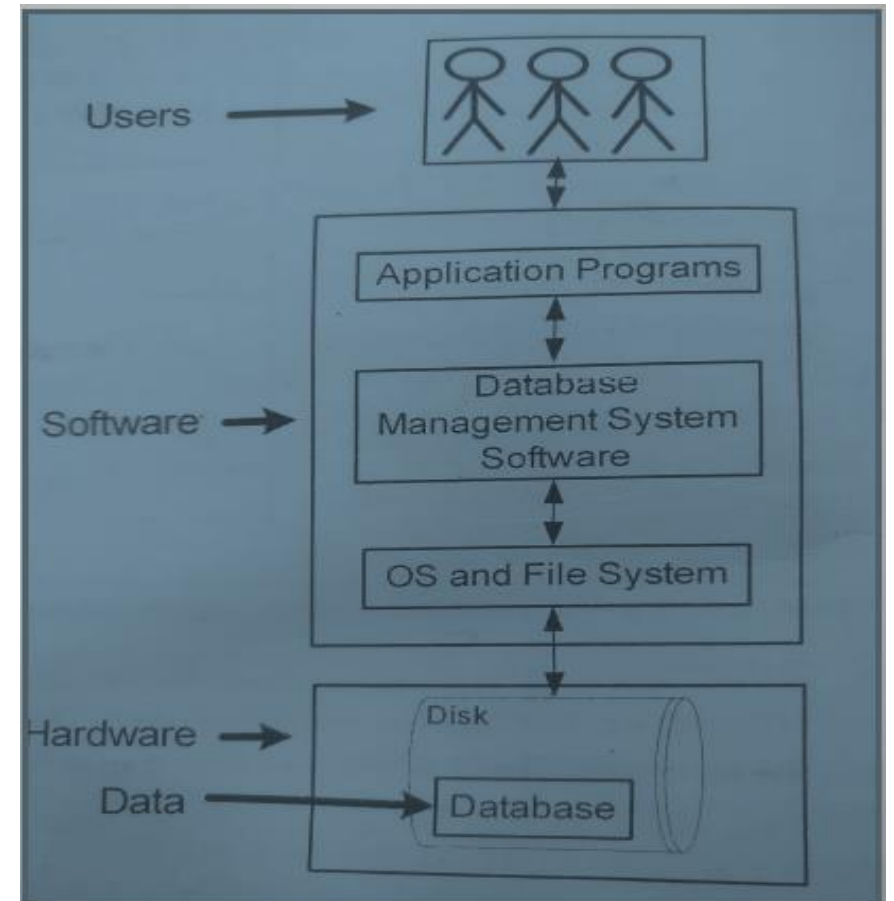 Users
Application Programs
Software
Database
Management System
Software
OS and File System
Disk
Hardware
Data
Database